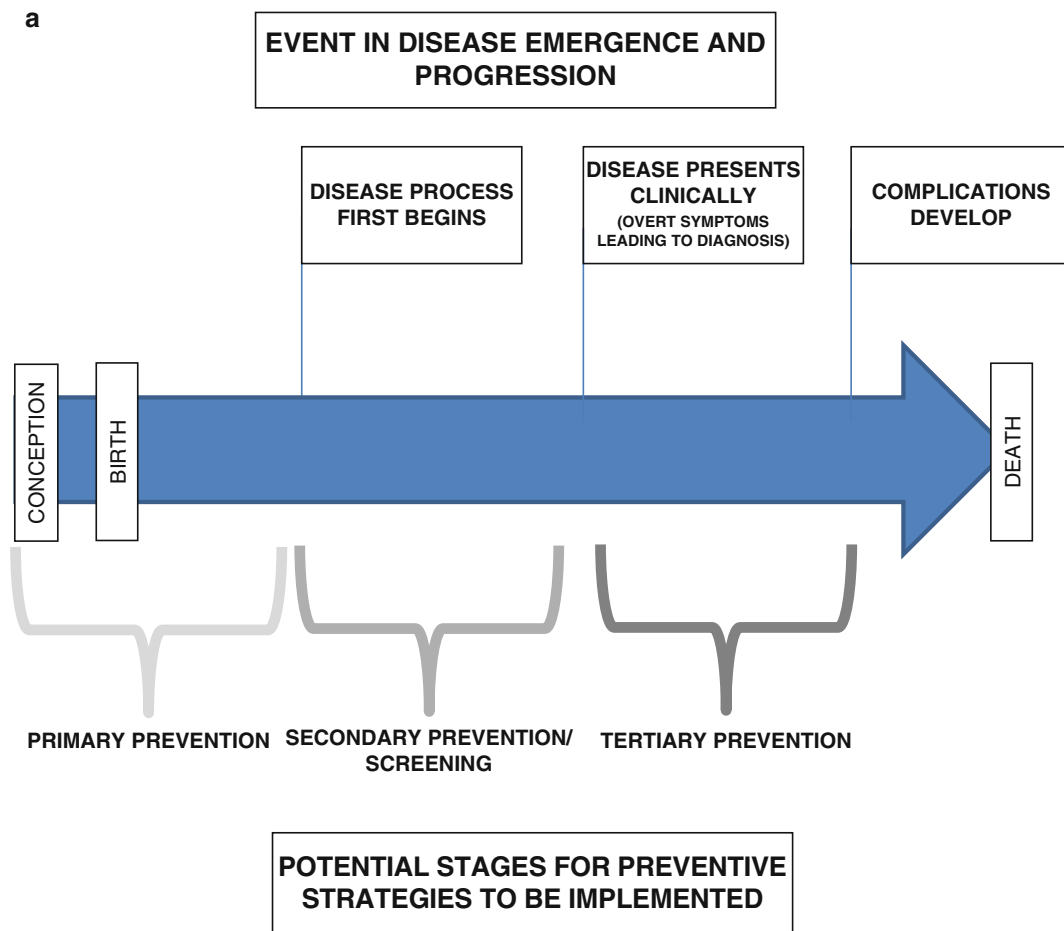 a
EVENT IN DISEASE EMERGENCE AND
PROGRESSION
DISEASE PROCESS
FIRST BEGINS
DISEASE PRESENTS
CLINICALLY
(OVERT SYMPTOMS
LEADING TO DIAGNOSIS)
COMPLICATIONS
DEVELOP
CONCEPTION
BIRTH
DEATH
PRIMARY PREVENTION
SECONDARY PREVENTION/
SCREENING
TERTIARY PREVENTION
POTENTIAL STAGES FOR PREVENTIVE
STRATEGIES TO BE IMPLEMENTED